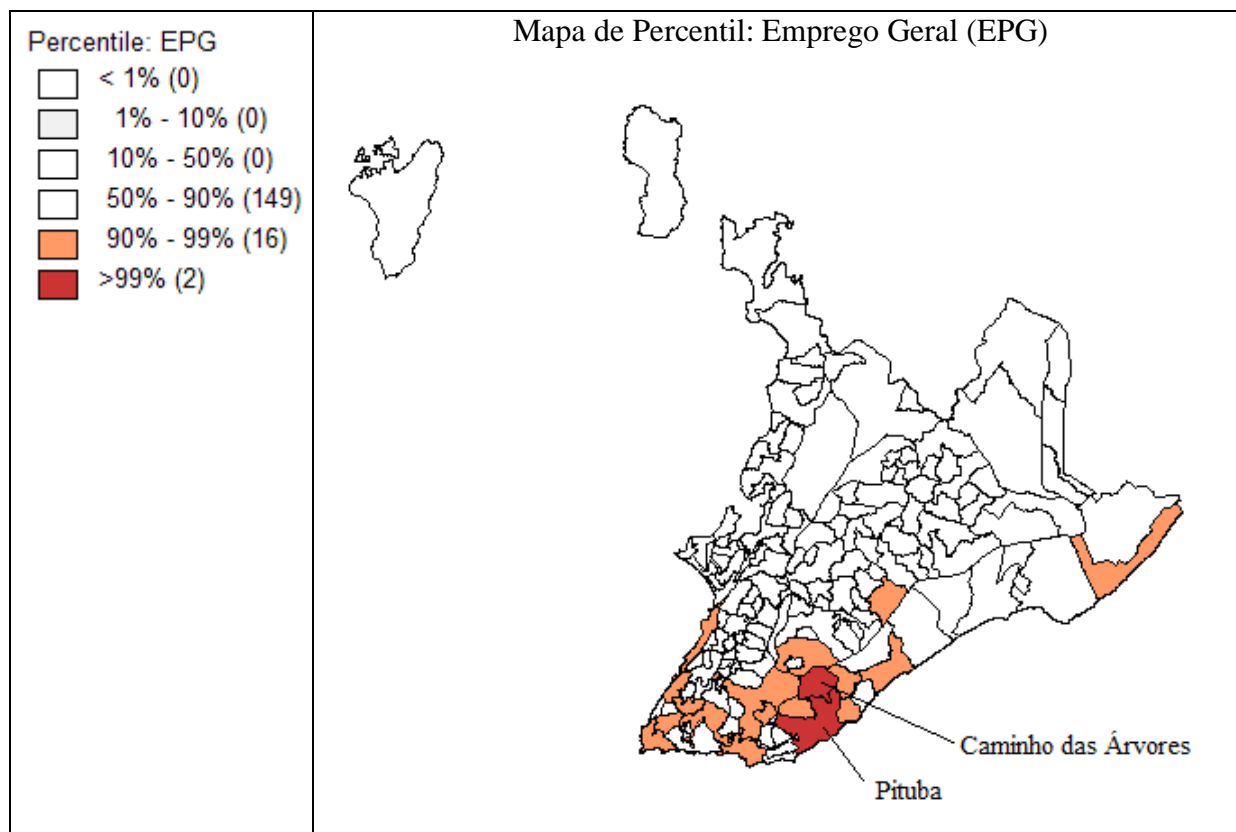 Mapa de Percentil: Emprego Geral (EPG)
Percentile: EPG
< 1% (0)
1% - 10% (0)
10% - 50% (0)
50% - 90% (149)
90% - 99% (16)
>99% (2)
Caminho das Árvores
Pituba